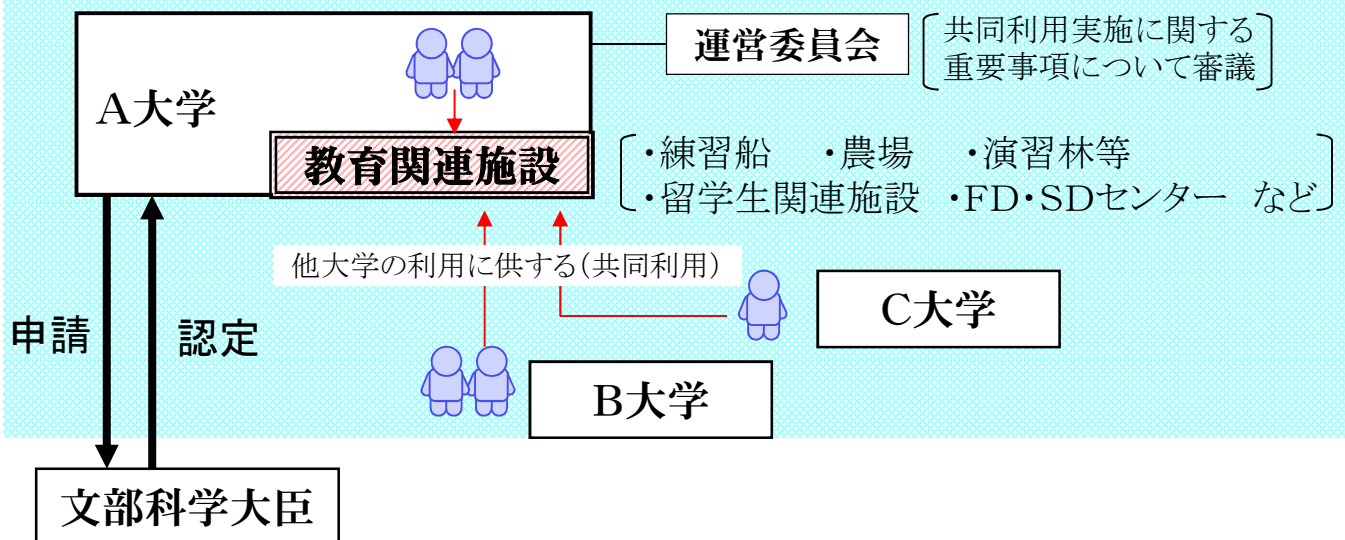 運営委員会
共同利用実施に関する
重要事項について審議
A大学
教育関連施設
・練習船 ・農場 ・演習林等
・留学生関連施設 ・FD・SDセンター など
他大学の利用に供する(共同利用)
C大学
申請
認定
B大学
文部科学大臣